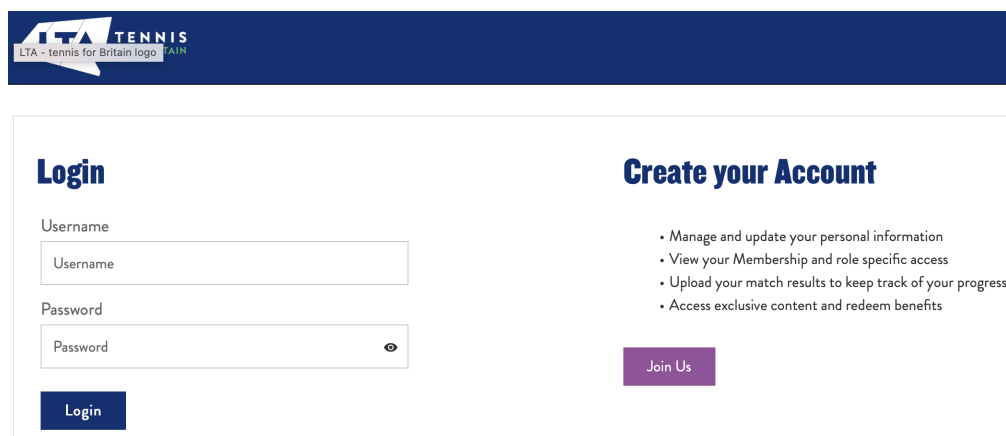 LTA TENNIS
LTA - tennis for Britain logo
Login
Username
Username
Password
Password
Login
Create your Account
• Manage and update your personal information
• View your Membership and role specific access
• Upload your match results to keep track of your progress
• Access exclusive content and redeem benefits
Join Us